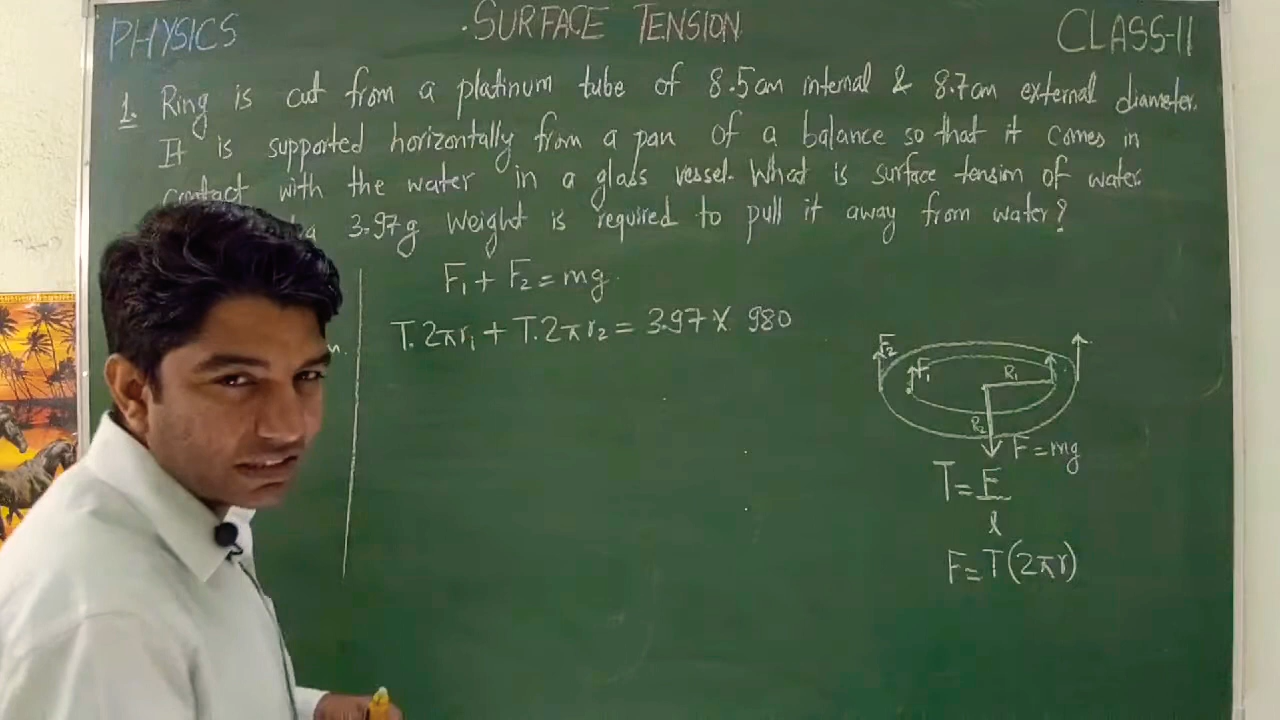 PHYSICS
SURFACE TENSION
CLASS-11
1. Ring is cut from a platinum tube of 8.5cm internal & 8.7cm external diameter.
It is supported horizontally from a pan of a balance so that it comes in
contact with the water in a glass vessel. What is surface tension of water
a 3.97g weight is required to pull it away from water?
F₁ + F₂ = mg.
T. 2πr₁ + T. 2πr₂ = 3.97 X 980
F₂
F₁
R₁
R₂
F = mg
T = F/l
F = T(2πr)